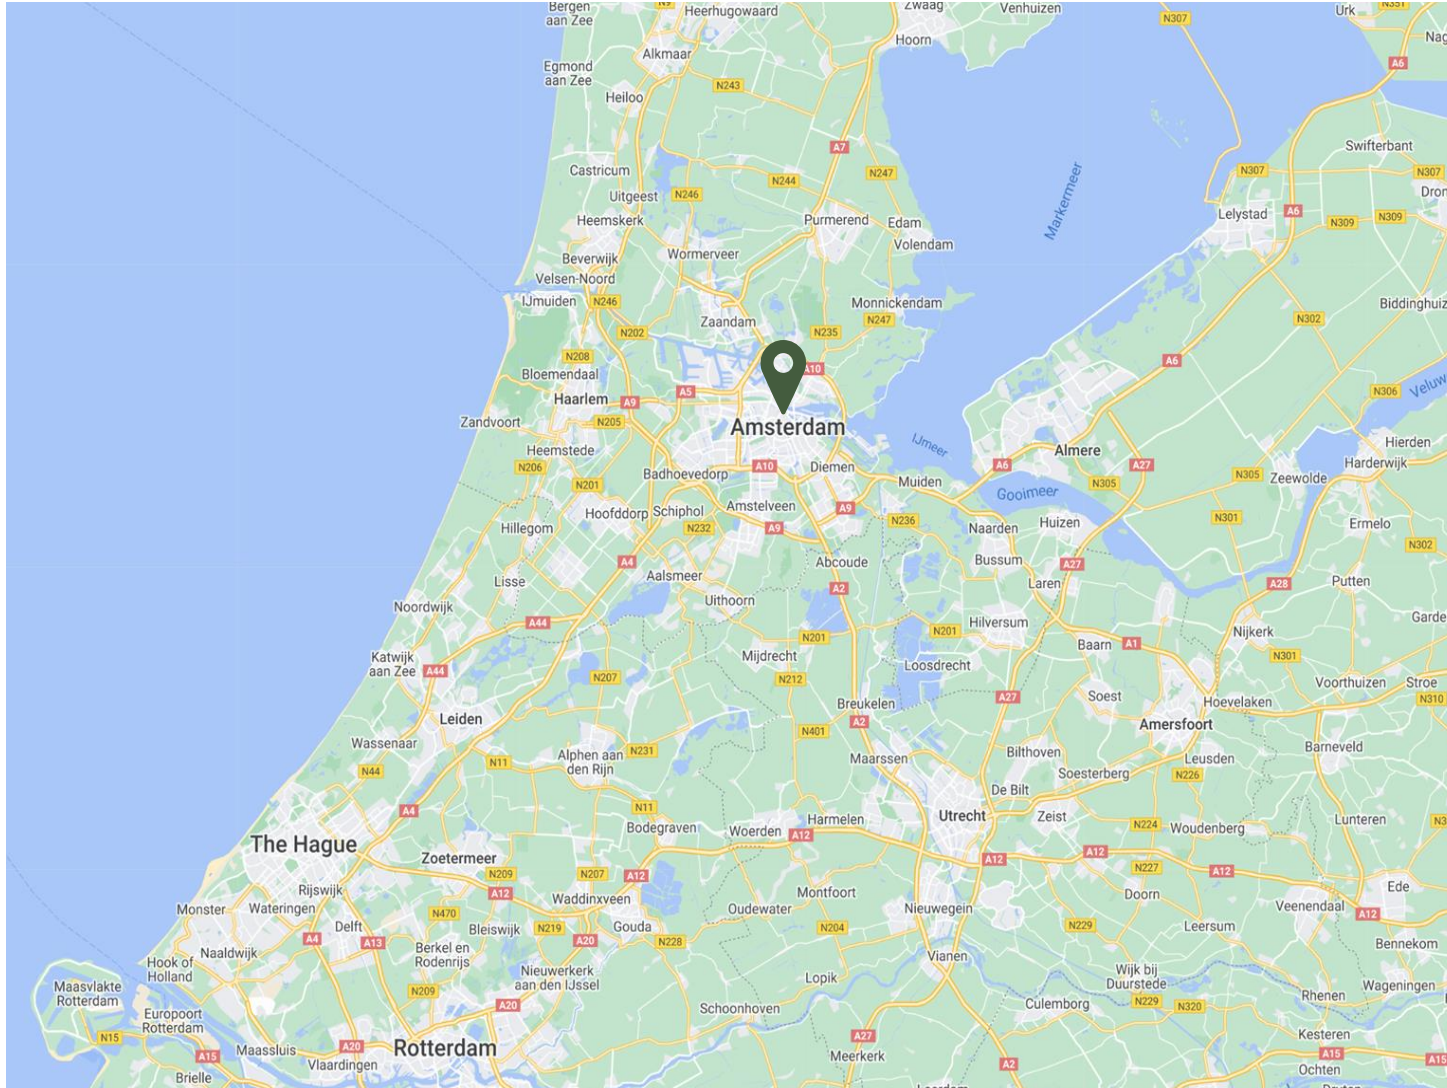 Bergen
aan Zee
N9
Heerhugowaard
Zwaag
Venhuizen
N307
Urk
N351
Alkmaar
Hoorn
A6
Egmond
aan Zee
N243
Heiloo
A7
Swifterbant
Castricum
N244
N247
N307
N307
Uitgeest
N246
Markermeer
Heemskerk
Purmerend
Edam
Lelystad
A6
N309
N309
Volendam
Beverwijk
Wormerveer
Velsen-Noord
IJmuiden
N246
Monnickendam
Zaandam
N247
N302
N202
N235
N208
A10
A6
Bloemendaal
Haarlem
A9
A5
N306
Zandvoort
N205
Amsterdam
IJmeer
Hierden
Heemstede
Almere
Harderwijk
N206
N201
Badhoevedorp
A10
Diemen
A6
A27
N305
N305
Zeewolde
Muiden
Gooimeer
Hillegom
Hoofddorp
Schiphol
N232
Amstelveen
A9
A9
N236
Naarden
Huizen
N301
Ermelo
N302
A4
Abcoude
Bussum
A27
Lisse
Aalsmeer
A2
Laren
A28
Putten
Noordwijk
Uithoorn
A44
N201
N201
Hilversum
Nijkerk
Baarn
A1
N301
Katwijk
aan Zee
A44
N207
Mijdrecht
N212
Loosdrecht
Voorthuizen
Stroe
N310
Leiden
Breukelen
A2
A27
Soest
Hoevelaken
Amersfoort
Wassenaar
N44
N11
Alphen aan
den Rijn
N231
N401
Maarssen
Bilthoven
Soesterberg
Leusden
N226
Barneveld
A4
N11
De Bilt
The Hague
Bodegraven
Woerden
A12
Harmelen
Utrecht
Zeist
N224
Woudenberg
Lunteren
Zoetermeer
N209
N207
A12
A12
A12
A12
N227
A12
Rijswijk
Waddinxveen
Montfoort
Doorn
Ede
Monster
Wateringen
N470
Oudewater
Nieuwegein
Veenendaal
A12
A4
Delft
A13
Bleiswijk
N219
Gouda
A20
N228
N204
N229
Leersum
Naaldwijk
Berkel en
Rodenrijs
Bennekom
Hook of
Holland
Nieuwerkerk
aan den IJssel
Vianen
Lopik
Wijk bij
Duurstede
Maasvlakte
Rotterdam
N209
A20
Schoonhoven
Culemborg
N229
N320
Rhenen
Wageningen
Europoort
Rotterdam
N15
A15
Maassluis
A20
Rotterdam
A27
Meerkerk
Kesteren
A15
A15
Vlaardingen
A2
Ochten
Brielle